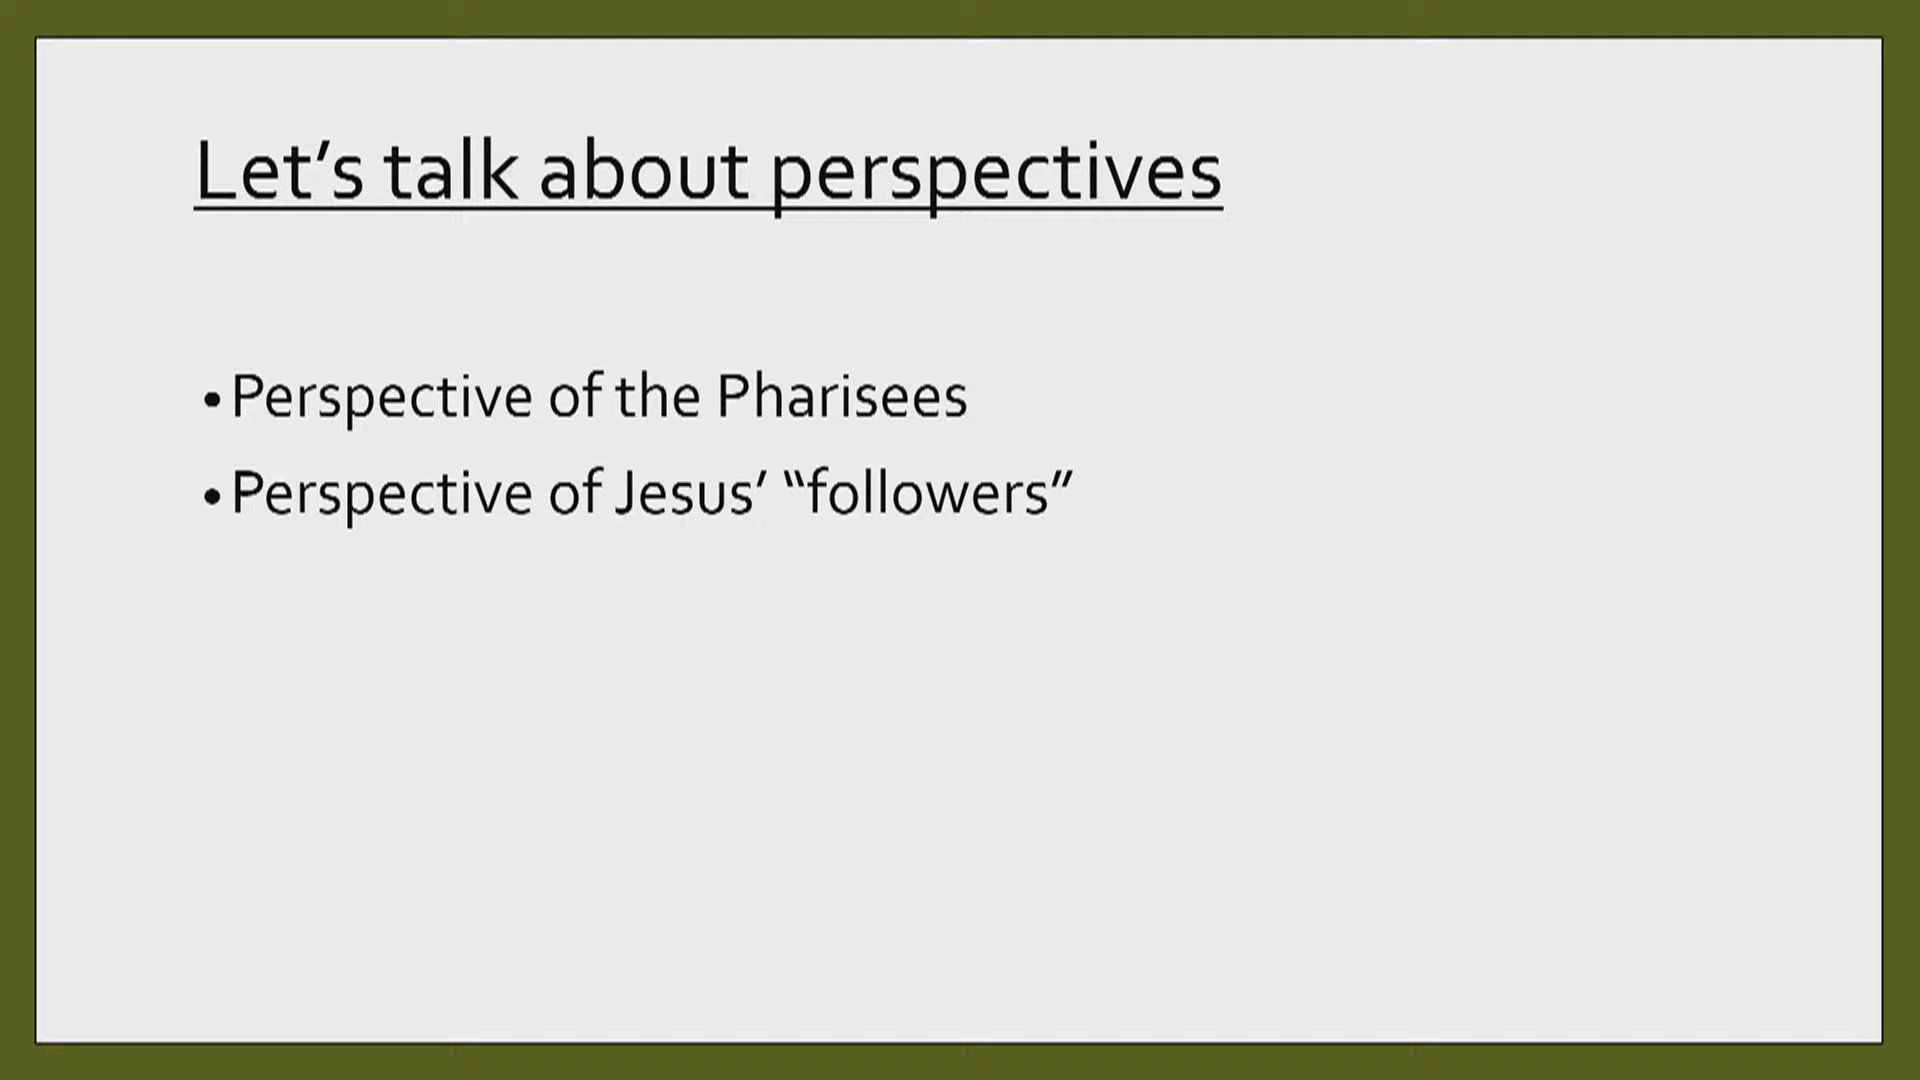 Let’s talk about perspectives
• Perspective of the Pharisees
• Perspective of Jesus’ “followers”